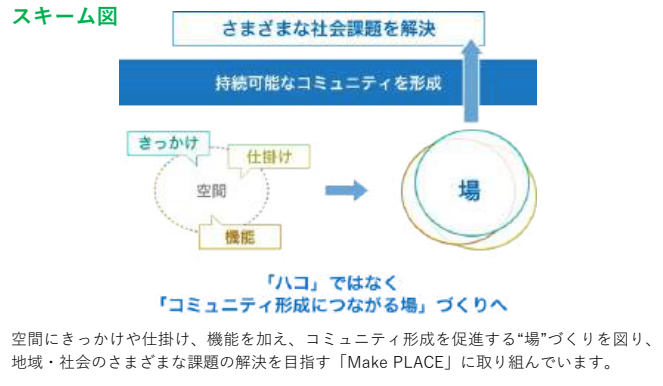 スキーム図
さまざまな社会課題を解決
持続可能なコミュニティを形成
きっかけ
仕掛け
空間
場
機能
「ハコ」ではなく
「コミュニティ形成につながる場」づくりへ
空間にきっかけや仕掛け、機能を加え、コミュニティ形成を促進する“場”づくりを図り、
地域・社会のさまざまな課題の解決を目指す「Make PLACE」に取り組んでいます。